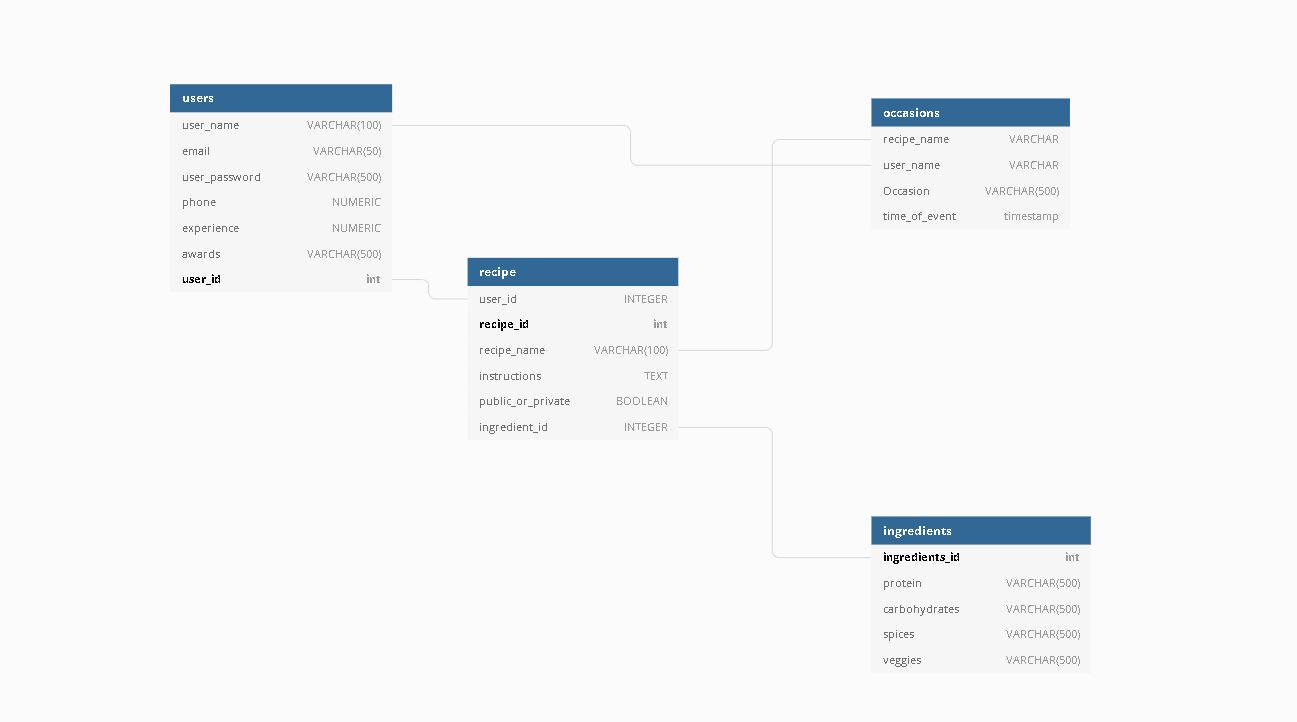 users
user_name VARCHAR(100)
email VARCHAR(50)
user_password VARCHAR(500)
phone NUMERIC
experience NUMERIC
awards VARCHAR(500)
user_id int
recipe
user_id INTEGER
recipe_id int
recipe_name VARCHAR(100)
instructions TEXT
public_or_private BOOLEAN
ingredient_id INTEGER
occasions
recipe_name VARCHAR
user_name VARCHAR
Occasion VARCHAR(500)
time_of_event timestamp
ingredients
ingredients_id int
protein VARCHAR(500)
carbohydrates VARCHAR(500)
spices VARCHAR(500)
veggies VARCHAR(500)